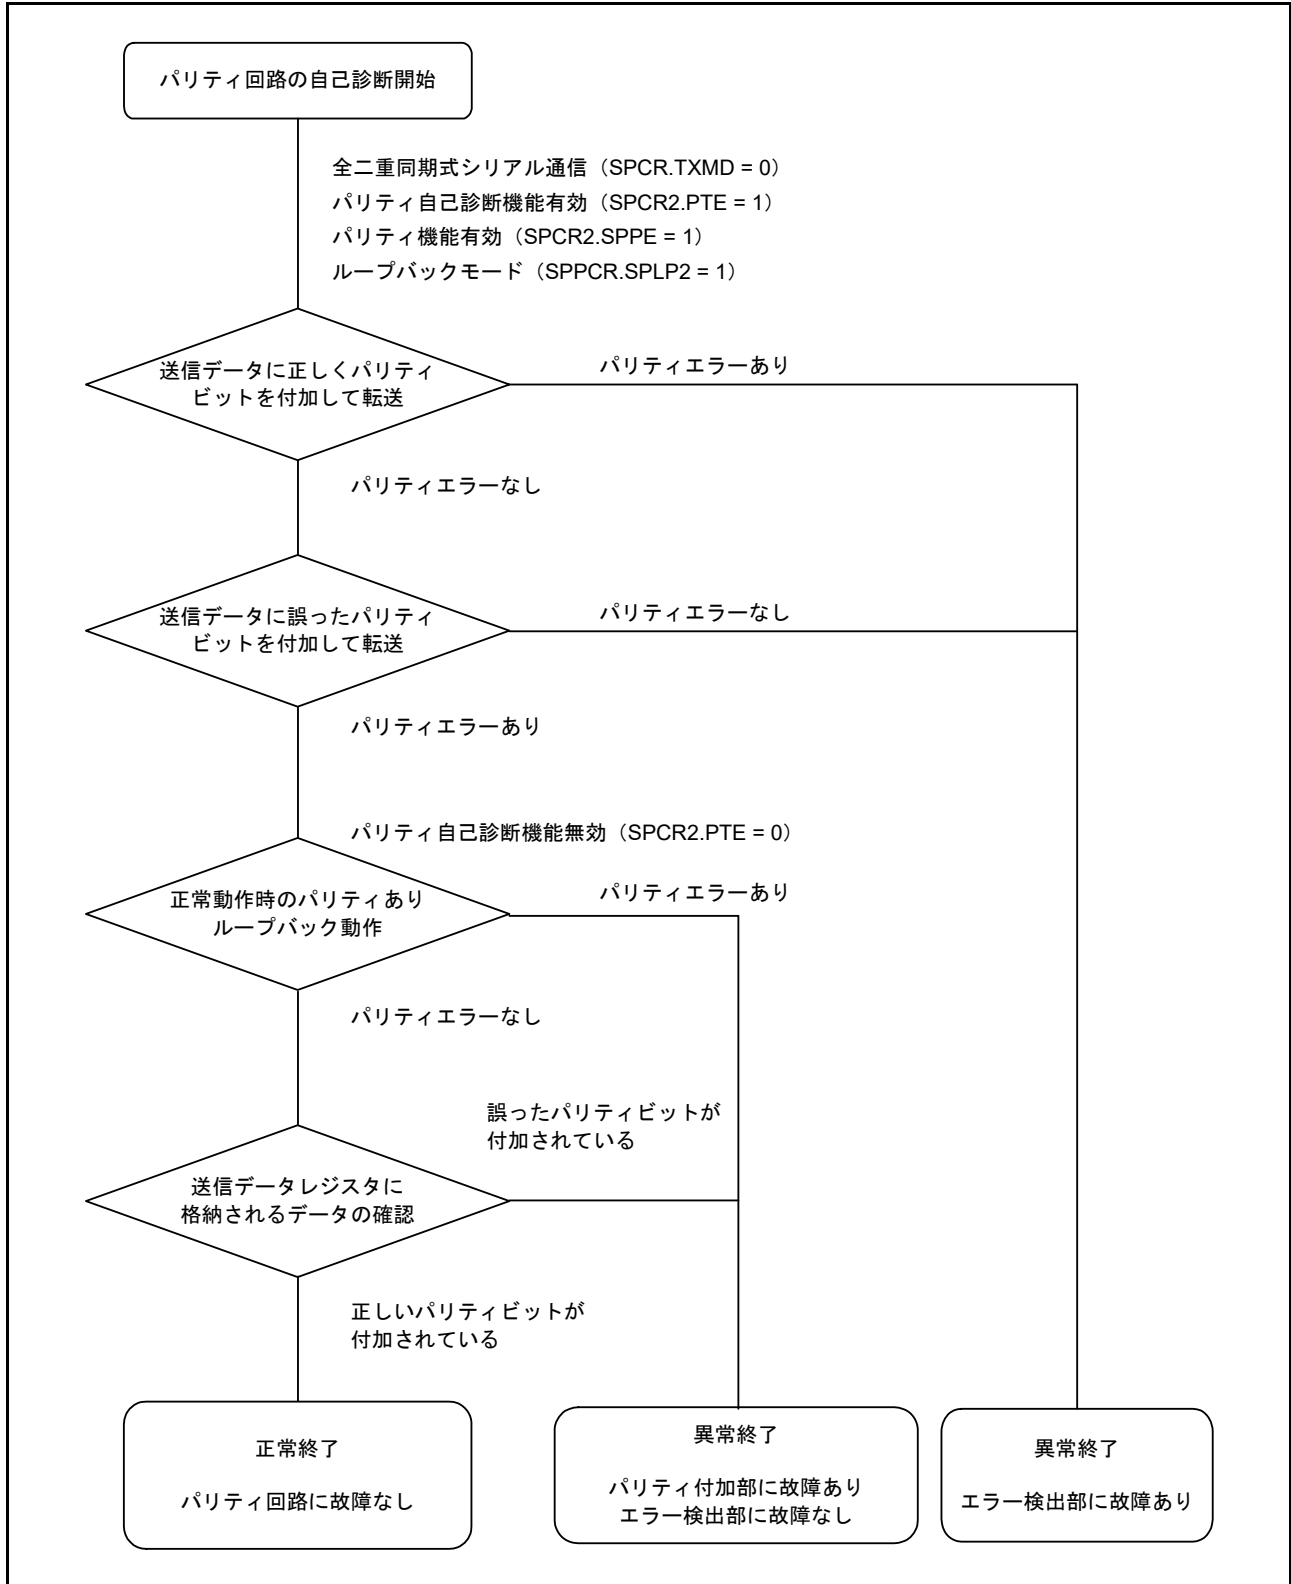 パリティ回路の自己診断開始
全二重同期式シリアル通信（SPCR.TXMD = 0）
パリティ自己診断機能有効（SPCR2.PTE = 1）
パリティ機能有効（SPCR2.SPPE = 1）
ループバックモード（SPPCR.SPLP2 = 1）
送信データに正しくパリティ
ビットを付加して転送
パリティエラーあり
パリティエラーなし
送信データに誤ったパリティ
ビットを付加して転送
パリティエラーなし
パリティエラーあり
パリティ自己診断機能無効（SPCR2.PTE = 0）
正常動作時のパリティあり
ループバック動作
パリティエラーあり
パリティエラーなし
誤ったパリティビットが
付加されている
送信データレジスタに
格納されるデータの確認
正しいパリティビットが
付加されている
正常終了
パリティ回路に故障なし
異常終了
パリティ付加部に故障あり
エラー検出部に故障なし
異常終了
エラー検出部に故障あり